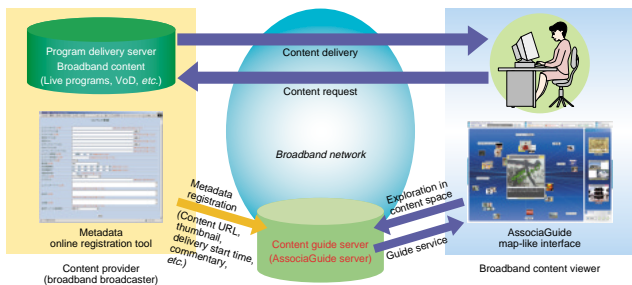 Program delivery server
Broadband content
(Live programs, VoD, etc.)
Content delivery
Content request
Broadband network
Metadata
registration
(Content URL,
thumbnail,
delivery start time,
commentary,
etc.)
Exploration in
content space
Guide service
Content guide server
(AssociaGuide server)
Metadata
online registration tool
Content provider
(broadband broadcaster)
AssociaGuide
map-like interface
Broadband content viewer